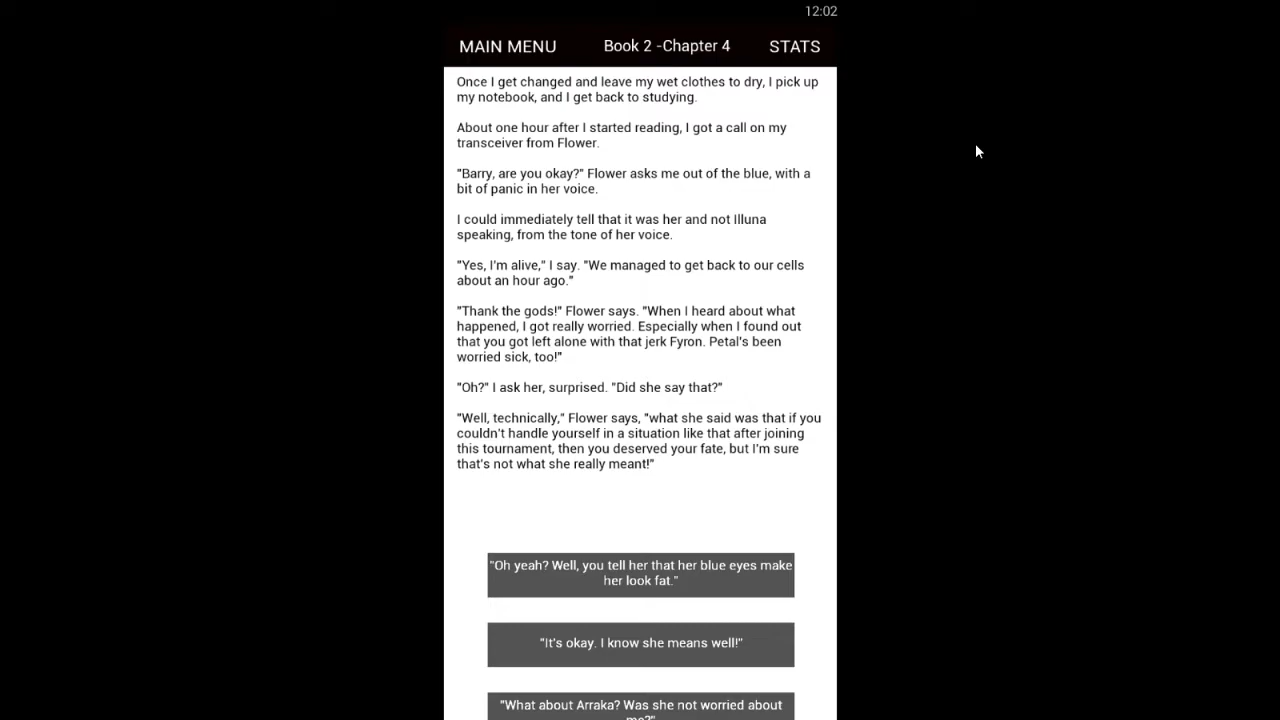 12:02
MAIN MENU Book 2 -Chapter 4 STATS
Once I get changed and leave my wet clothes to dry, I pick up
my notebook, and I get back to studying.
About one hour after I started reading, I got a call on my
transceiver from Flower.
"Barry, are you okay?" Flower asks me out of the blue, with a
bit of panic in her voice.
I could immediately tell that it was her and not Illuna
speaking, from the tone of her voice.
"Yes, I'm alive," I say. "We managed to get back to our cells
about an hour ago."
"Thank the gods!" Flower says. "When I heard about what
happened, I got really worried. Especially when I found out
that you got left alone with that jerk Fyron. Petal's been
worried sick, too!"
"Oh?" I ask her, surprised. "Did she say that?"
"Well, technically," Flower says, "what she said was that if you
couldn't handle yourself in a situation like that after joining
this tournament, then you deserved your fate, but I'm sure
that's not what she really meant!"
"Oh yeah? Well, you tell her that her blue eyes make
her look fat."
"It's okay. I know she means well!"
"What about Arraka? Was she not worried about
me?"